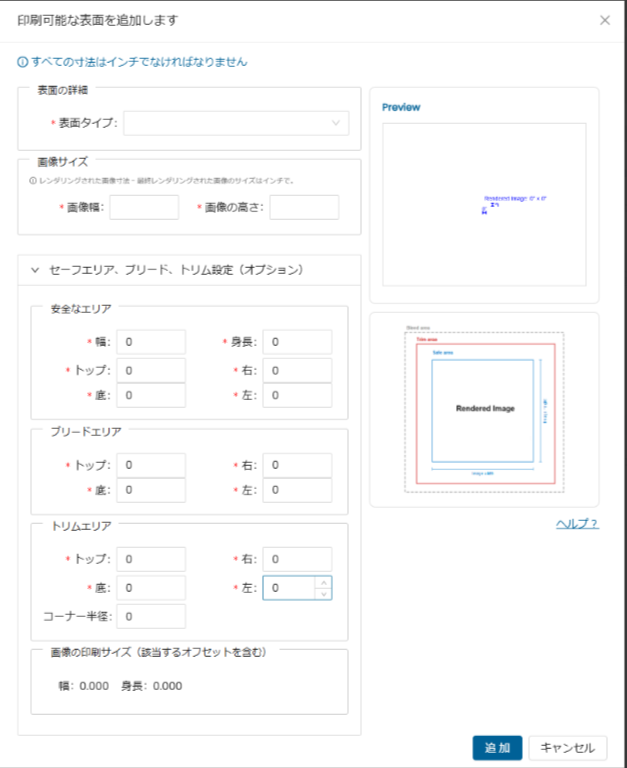 印刷可能な表面を追加します
すべての寸法はインチでなければなりません
表面の詳細
* 表面タイプ:
画像サイズ
レンダリングされた画像寸法 - 最終レンダリングされた画像のサイズはインチで。
* 画像幅: * 画像の高さ:
セーフエリア、ブリード、トリム設定（オプション）
安全なエリア
* 幅: 0 * 身長: 0
* トップ: 0 * 右: 0
* 底: 0 * 左: 0
ブリードエリア
* トップ: 0 * 右: 0
* 底: 0 * 左: 0
トリムエリア
* トップ: 0 * 右: 0
* 底: 0 * 左: 0
コーナー半径: 0
画像の印刷サイズ（該当するオフセットを含む）
幅: 0.000 身長: 0.000
Preview
Rendered Image: 0" x 0"
Bleed area
Trim area
Safe area
Rendered Image
ヘルプ？
追加 キャンセル